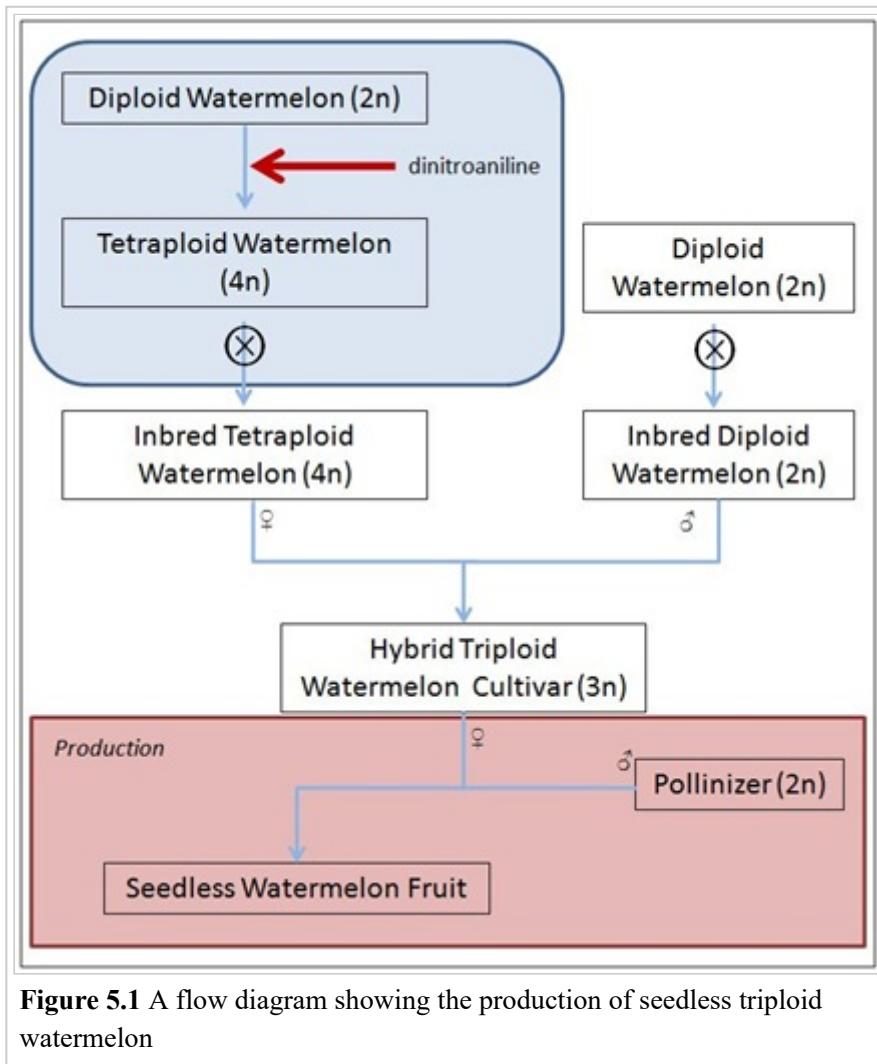 Diploid Watermelon (2n)
dinitroaniline
Tetraploid Watermelon
(4n)
Diploid
Watermelon (2n)
Inbred Tetraploid
Watermelon (4n)
Inbred Diploid
Watermelon (2n)
♀
♂
Hybrid Triploid
Watermelon Cultivar (3n)
Production
♀
♂
Pollinizer (2n)
Seedless Watermelon Fruit
Figure 5.1 A flow diagram showing the production of seedless triploid
watermelon